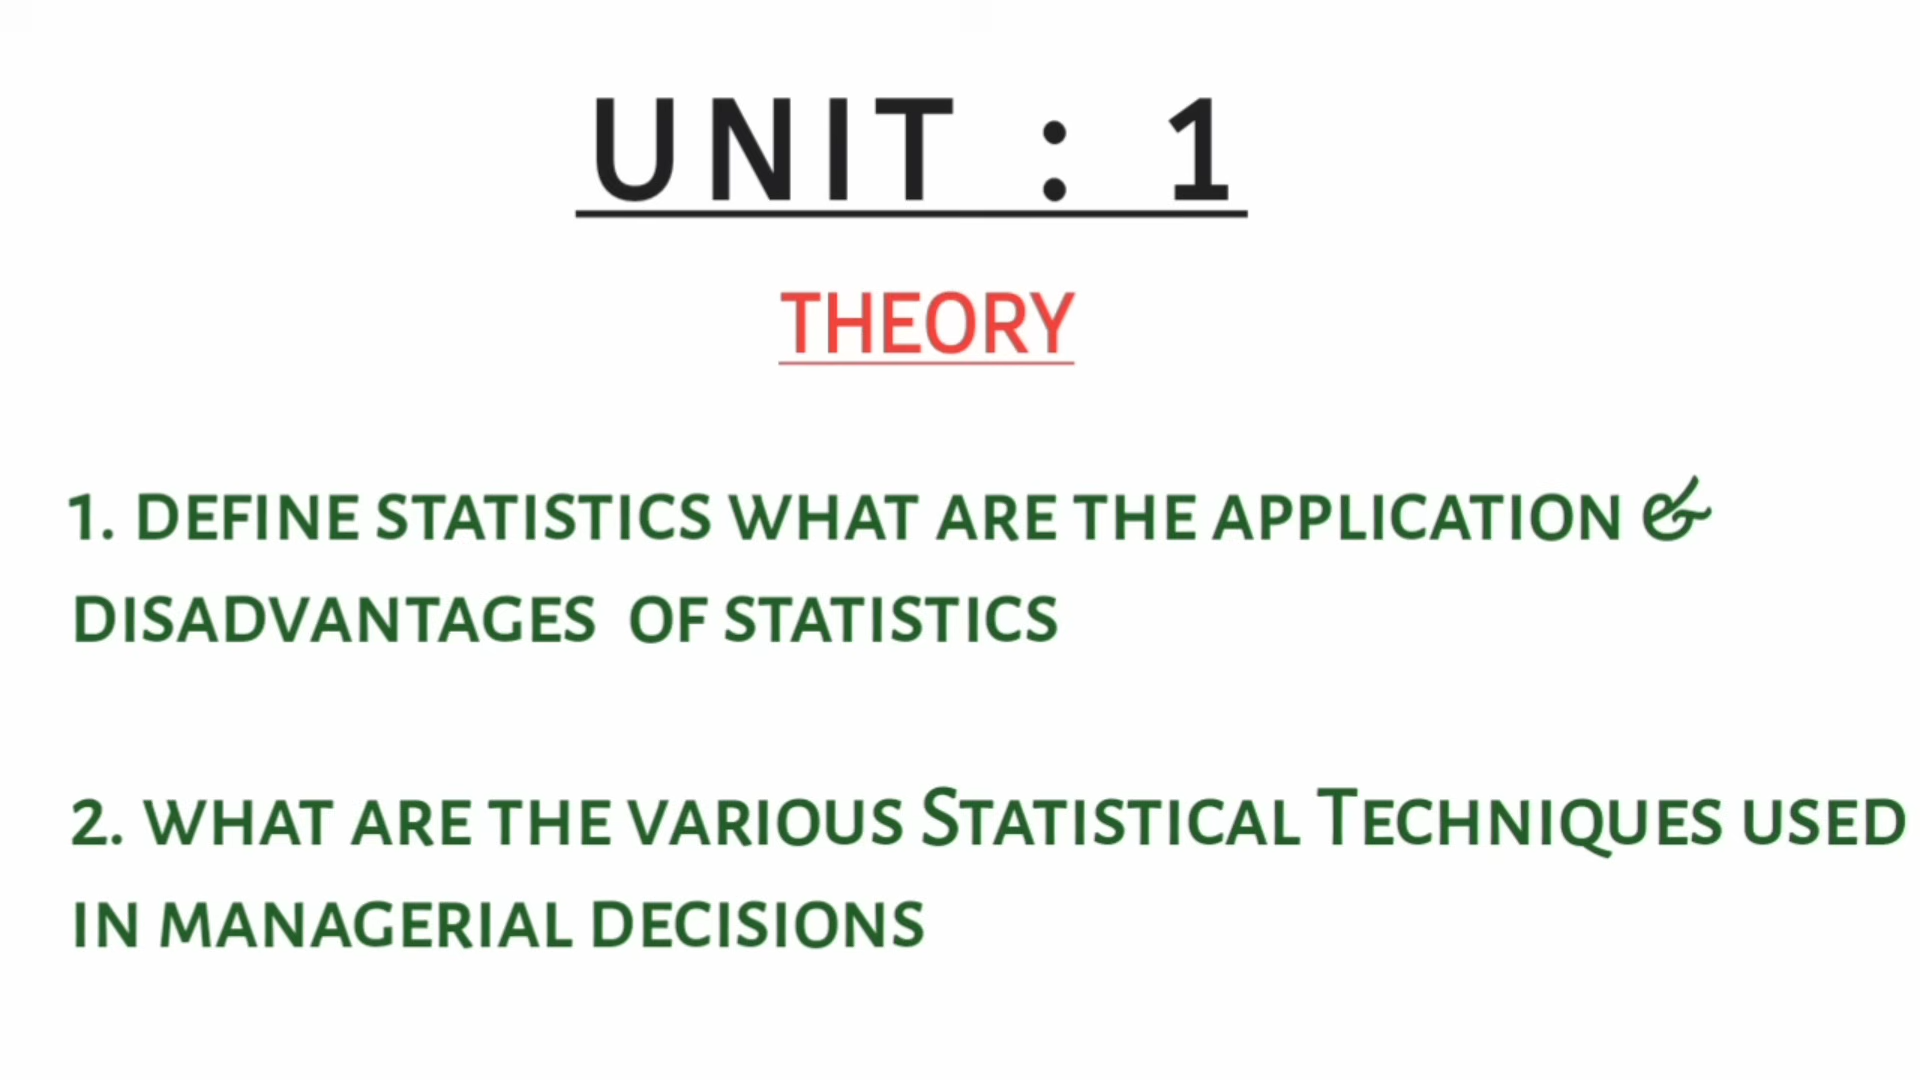 UNIT : 1
THEORY
1. DEFINE STATISTICS WHAT ARE THE APPLICATION &
DISADVANTAGES OF STATISTICS
2. WHAT ARE THE VARIOUS STATISTICAL TECHNIQUES USED
IN MANAGERIAL DECISIONS